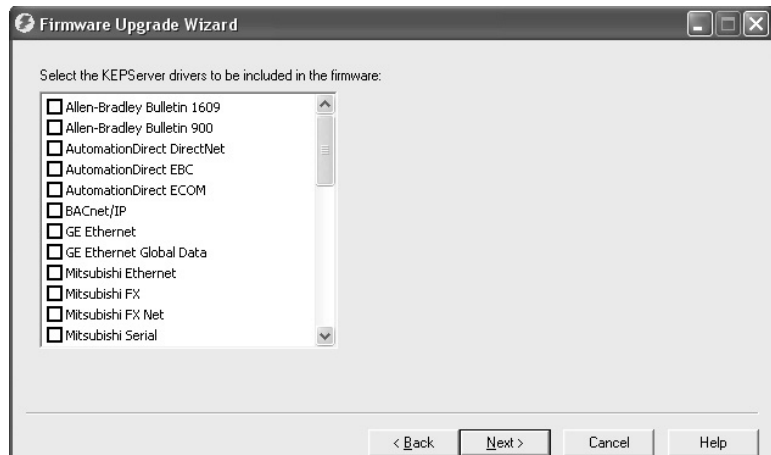 Firmware Upgrade Wizard
Select the KEPServer drivers to be included in the firmware:
Allen-Bradley Bulletin 1609
Allen-Bradley Bulletin 900
AutomationDirect DirectNet
AutomationDirect EBC
AutomationDirect ECOM
BACnet/IP
GE Ethernet
GE Ethernet Global Data
Mitsubishi Ethernet
Mitsubishi FX
Mitsubishi FX Net
Mitsubishi Serial
< Back Next > Cancel Help